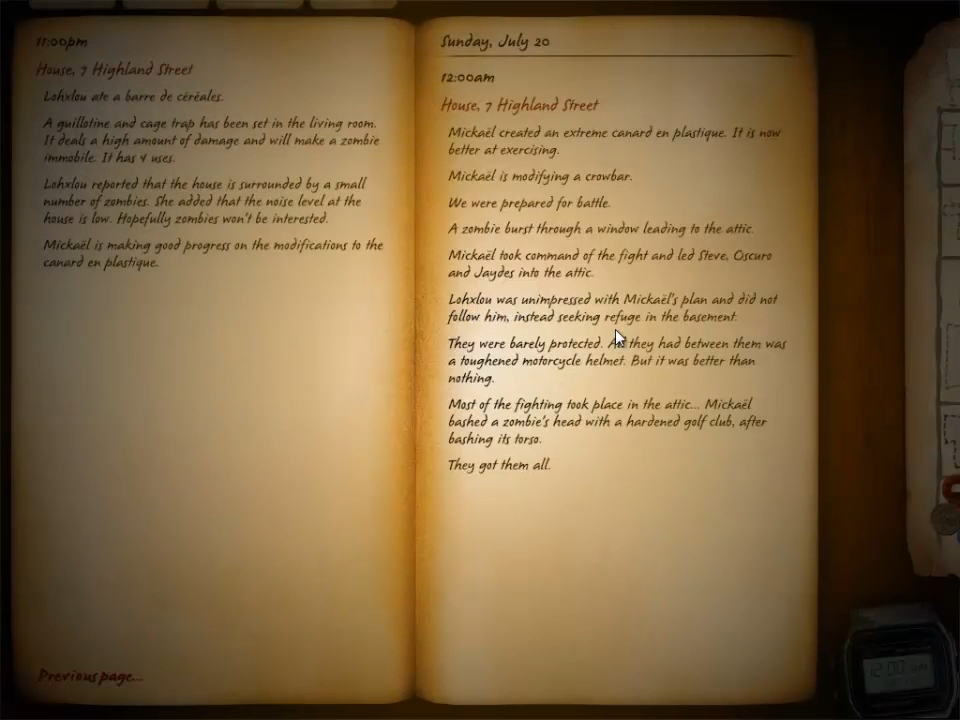 11:00pm
House, 7 Highland Street
Lohxlou ate a barre de céréales.
A guillotine and cage trap has been set in the living room.
It deals a high amount of damage and will make a zombie
immobile. It has 4 uses.
Lohxlou reported that the house is surrounded by a small
number of zombies. She added that the noise level at the
house is low. Hopefully zombies won't be interested.
Mickaël is making good progress on the modifications to the
canard en plastique.
Previous page...
Sunday, July 20
12:00am
House, 7 Highland Street
Mickaël created an extreme canard en plastique. It is now
better at exercising.
Mickaël is modifying a crowbar.
We were prepared for battle.
A zombie burst through a window leading to the attic.
Mickaël took command of the fight and led Steve, Oscuro
and Jaydes into the attic.
Lohxlou was unimpressed with Mickaël's plan and did not
follow him, instead seeking refuge in the basement.
They were barely protected. All they had between them was
a toughened motorcycle helmet. But it was better than
nothing.
Most of the fighting took place in the attic... Mickaël
bashed a zombie's head with a hardened golf club, after
bashing its torso.
They got them all.
12:00 AM